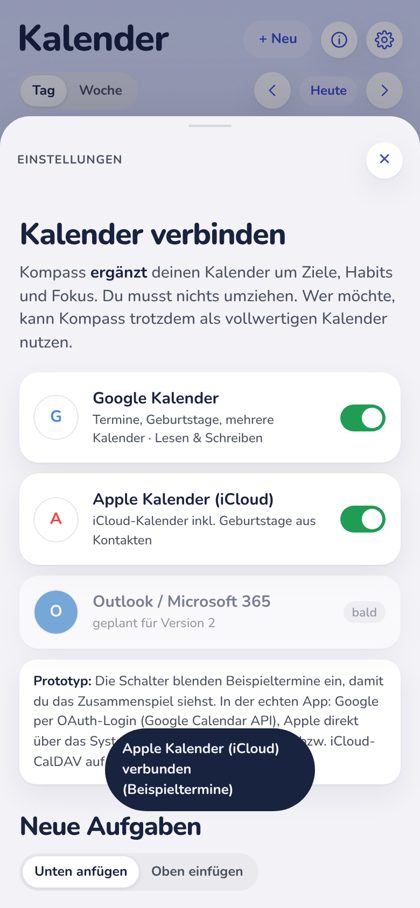 Kalender
+ Neu
Tag
Woche
Heute
EINSTELLUNGEN
Kalender verbinden
Kompass ergänzt deinen Kalender um Ziele, Habits
und Fokus. Du musst nichts umziehen. Wer möchte,
kann Kompass trotzdem als vollwertigen Kalender
nutzen.
G
Google Kalender
Termine, Geburtstage, mehrere
Kalender · Lesen & Schreiben
A
Apple Kalender (iCloud)
iCloud-Kalender inkl. Geburtstage aus
Kontakten
O
Outlook / Microsoft 365
geplant für Version 2
bald
Prototyp: Die Schalter blenden Beispieltermine ein, damit
du das Zusammenspiel siehst. In der echten App: Google
per OAuth-Login (Google Calendar API), Apple direkt
über das bzw. iCloud-
CalDAV auf
Apple Kalender (iCloud)
verbunden
(Beispieltermine)
Neue Aufgaben
Unten anfügen
Oben einfügen